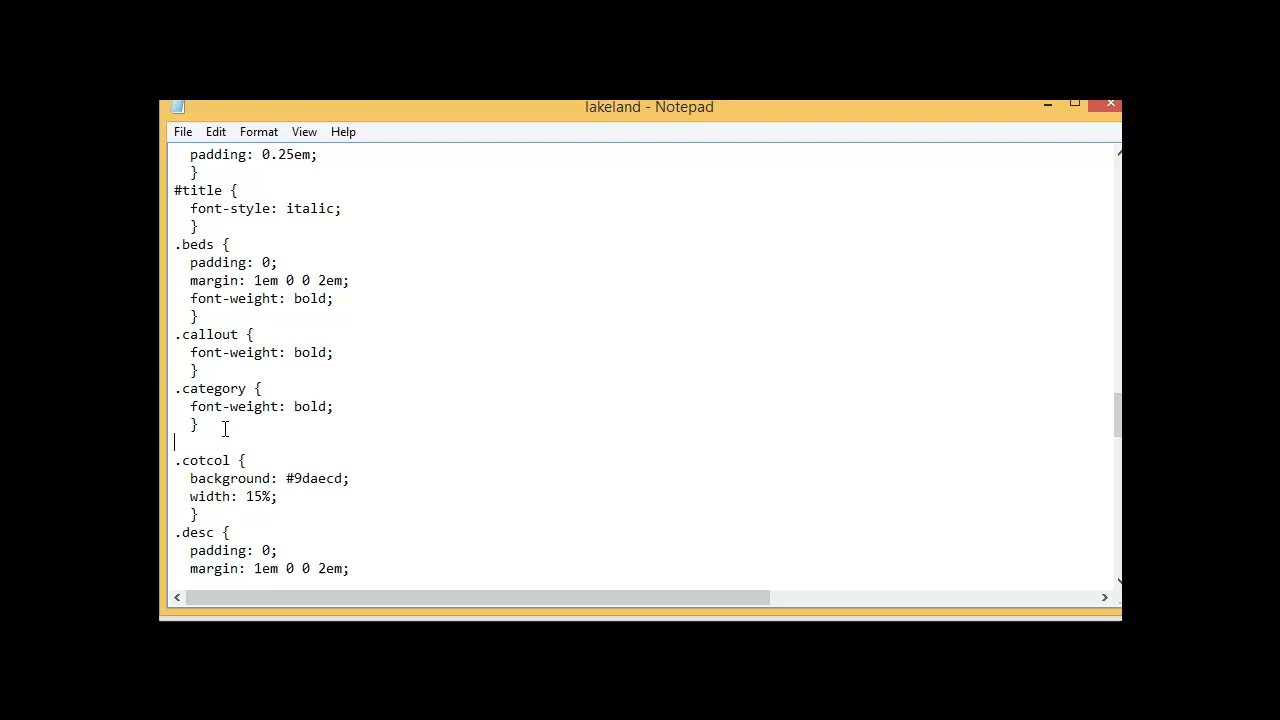 lakeland - Notepad
File Edit Format View Help
padding: 0.25em;
}
#title {
font-style: italic;
}
.beds {
padding: 0;
margin: 1em 0 0 2em;
font-weight: bold;
}
.callout {
font-weight: bold;
}
.category {
font-weight: bold;
}
.cotcol {
background: #9daecd;
width: 15%;
}
.desc {
padding: 0;
margin: 1em 0 0 2em;